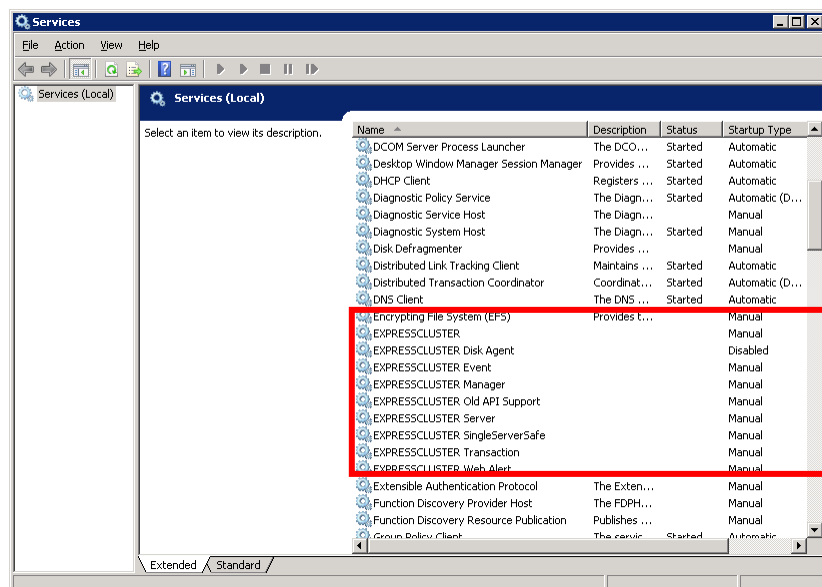 Services
File Action View Help
Services (Local)
Services (Local)
Select an item to view its description.
Name Description Status Startup Type
DCOM Server Process Launcher The DCO... Started Automatic
Desktop Window Manager Session Manager Provides ... Started Automatic
DHCP Client Registers ... Started Automatic
Diagnostic Policy Service The Diagn... Started Automatic (D...
Diagnostic Service Host The Diagn... Manual
Diagnostic System Host The Diagn... Started Manual
Disk Defragmenter Provides ... Manual
Distributed Link Tracking Client Maintains ... Started Automatic
Distributed Transaction Coordinator Coordinat... Started Automatic (D...
DNS Client The DNS ... Started Automatic
Encrypting File System (EFS) Provides t... Manual
EXPRESSCLUSTER Manual
EXPRESSCLUSTER Disk Agent Disabled
EXPRESSCLUSTER Event Manual
EXPRESSCLUSTER Manager Manual
EXPRESSCLUSTER Old API Support Manual
EXPRESSCLUSTER Server Manual
EXPRESSCLUSTER SingleServerSafe Manual
EXPRESSCLUSTER Transaction Manual
EXPRESSCLUSTER Web Alert Manual
Extensible Authentication Protocol The Exten... Manual
Function Discovery Provider Host The FDPH... Manual
Function Discovery Resource Publication Publishes ... Manual
Group Policy Client The servic... Started Automatic
Extended Standard